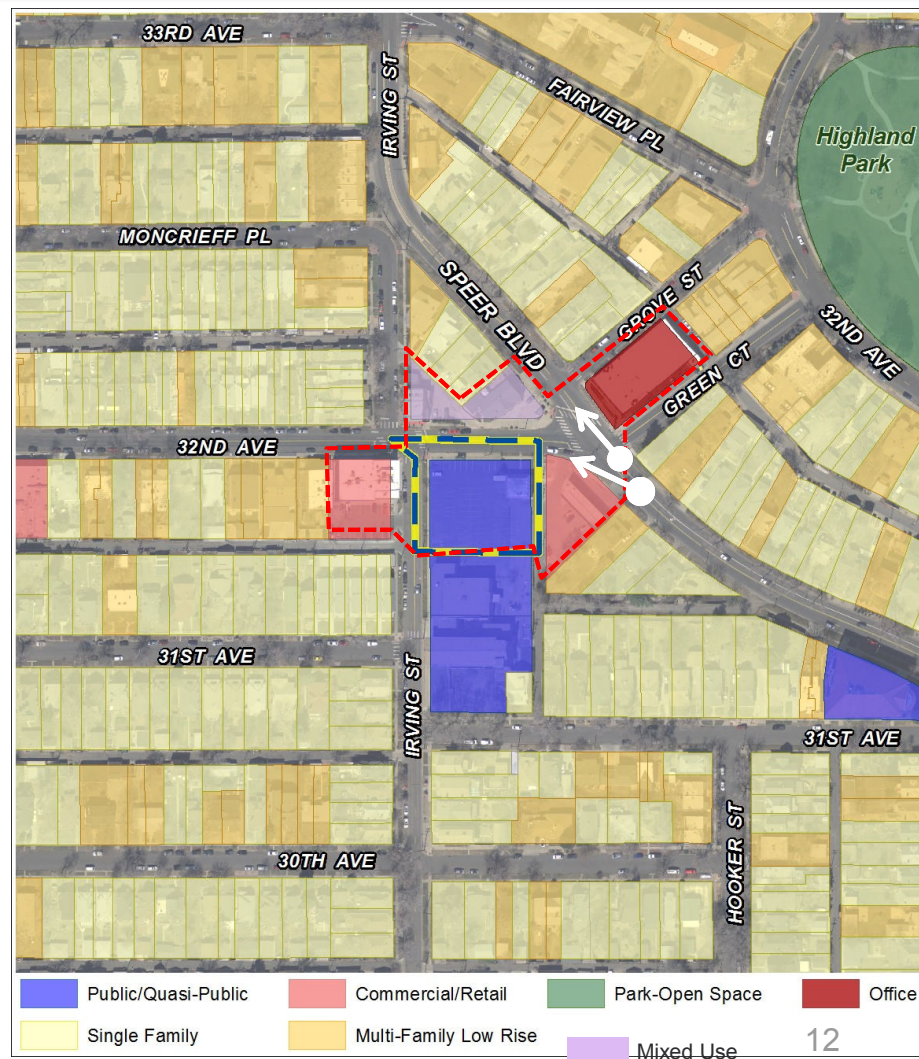 33RD AVE
IRVING ST
FAIRVIEW PL
Highland
Park
MONCRIEFF PL
SPEER BLVD
GROVE ST
32ND AVE
GREEN CT
32ND AVE
31ST AVE
IRVING ST
31ST AVE
HOOKER ST
30TH AVE
Public/Quasi-Public
Commercial/Retail
Park-Open Space
Office
Single Family
Multi-Family Low Rise
Mixed Use
12